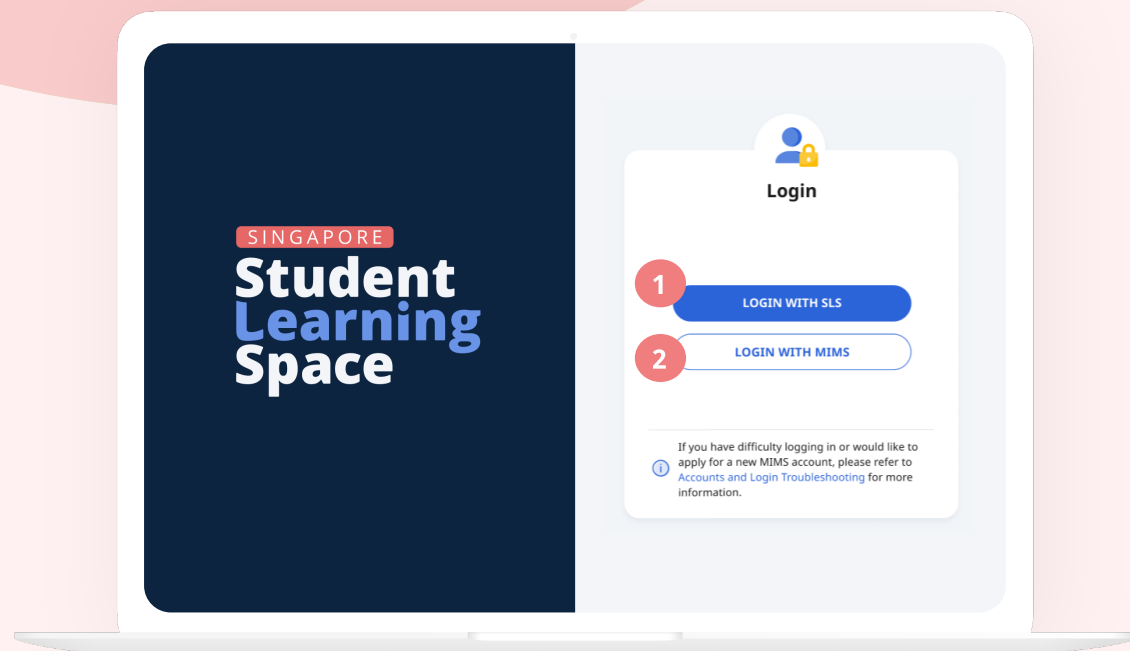 SINGAPORE
Student
Learning
Space
Login
1
LOGIN WITH SLS
2
LOGIN WITH MIMS
If you have difficulty logging in or would like to
apply for a new MIMS account, please refer to
Accounts and Login Troubleshooting for more
information.